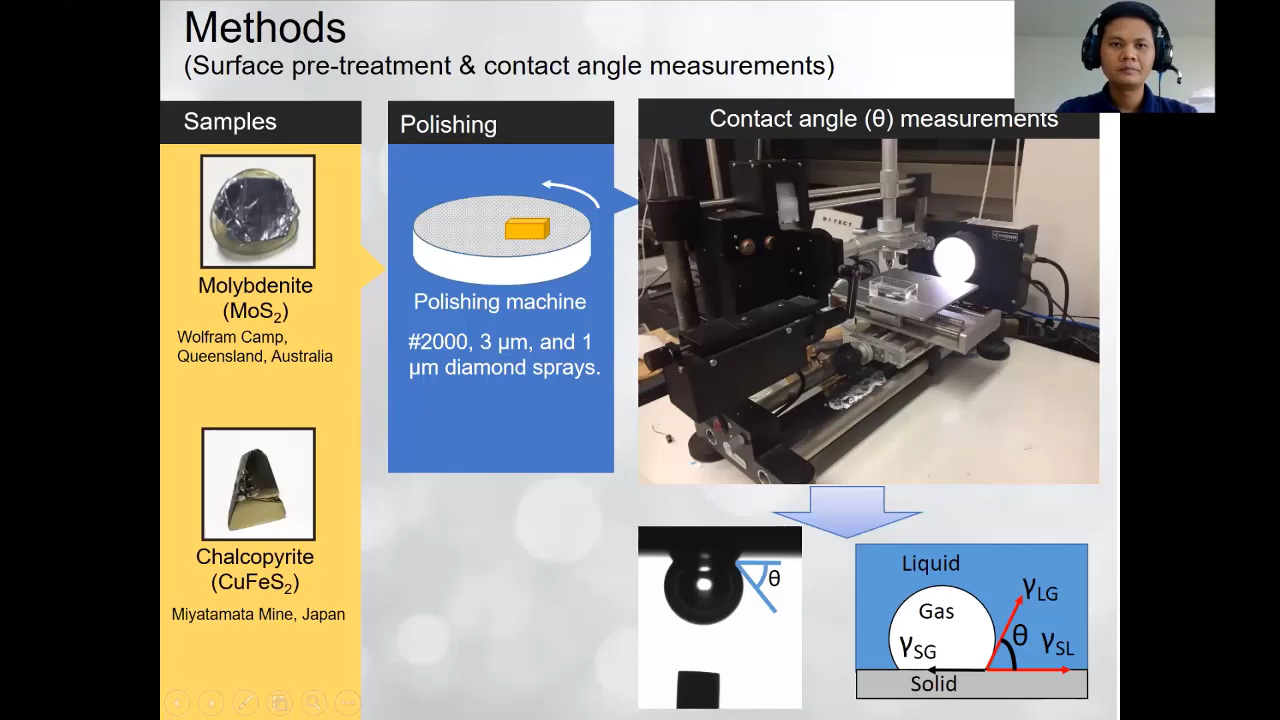 Methods
(Surface pre-treatment & contact angle measurements)
Samples
Molybdenite
(MoS₂)
Wolfram Camp,
Queensland, Australia
Chalcopyrite
(CuFeS₂)
Miyatamata Mine, Japan
Polishing
Polishing machine
#2000, 3 µm, and 1
µm diamond sprays.
Contact angle (θ) measurements
DITECT
KYOWA
θ
Liquid
Gas
γLG
θ
γSL
γSG
Solid